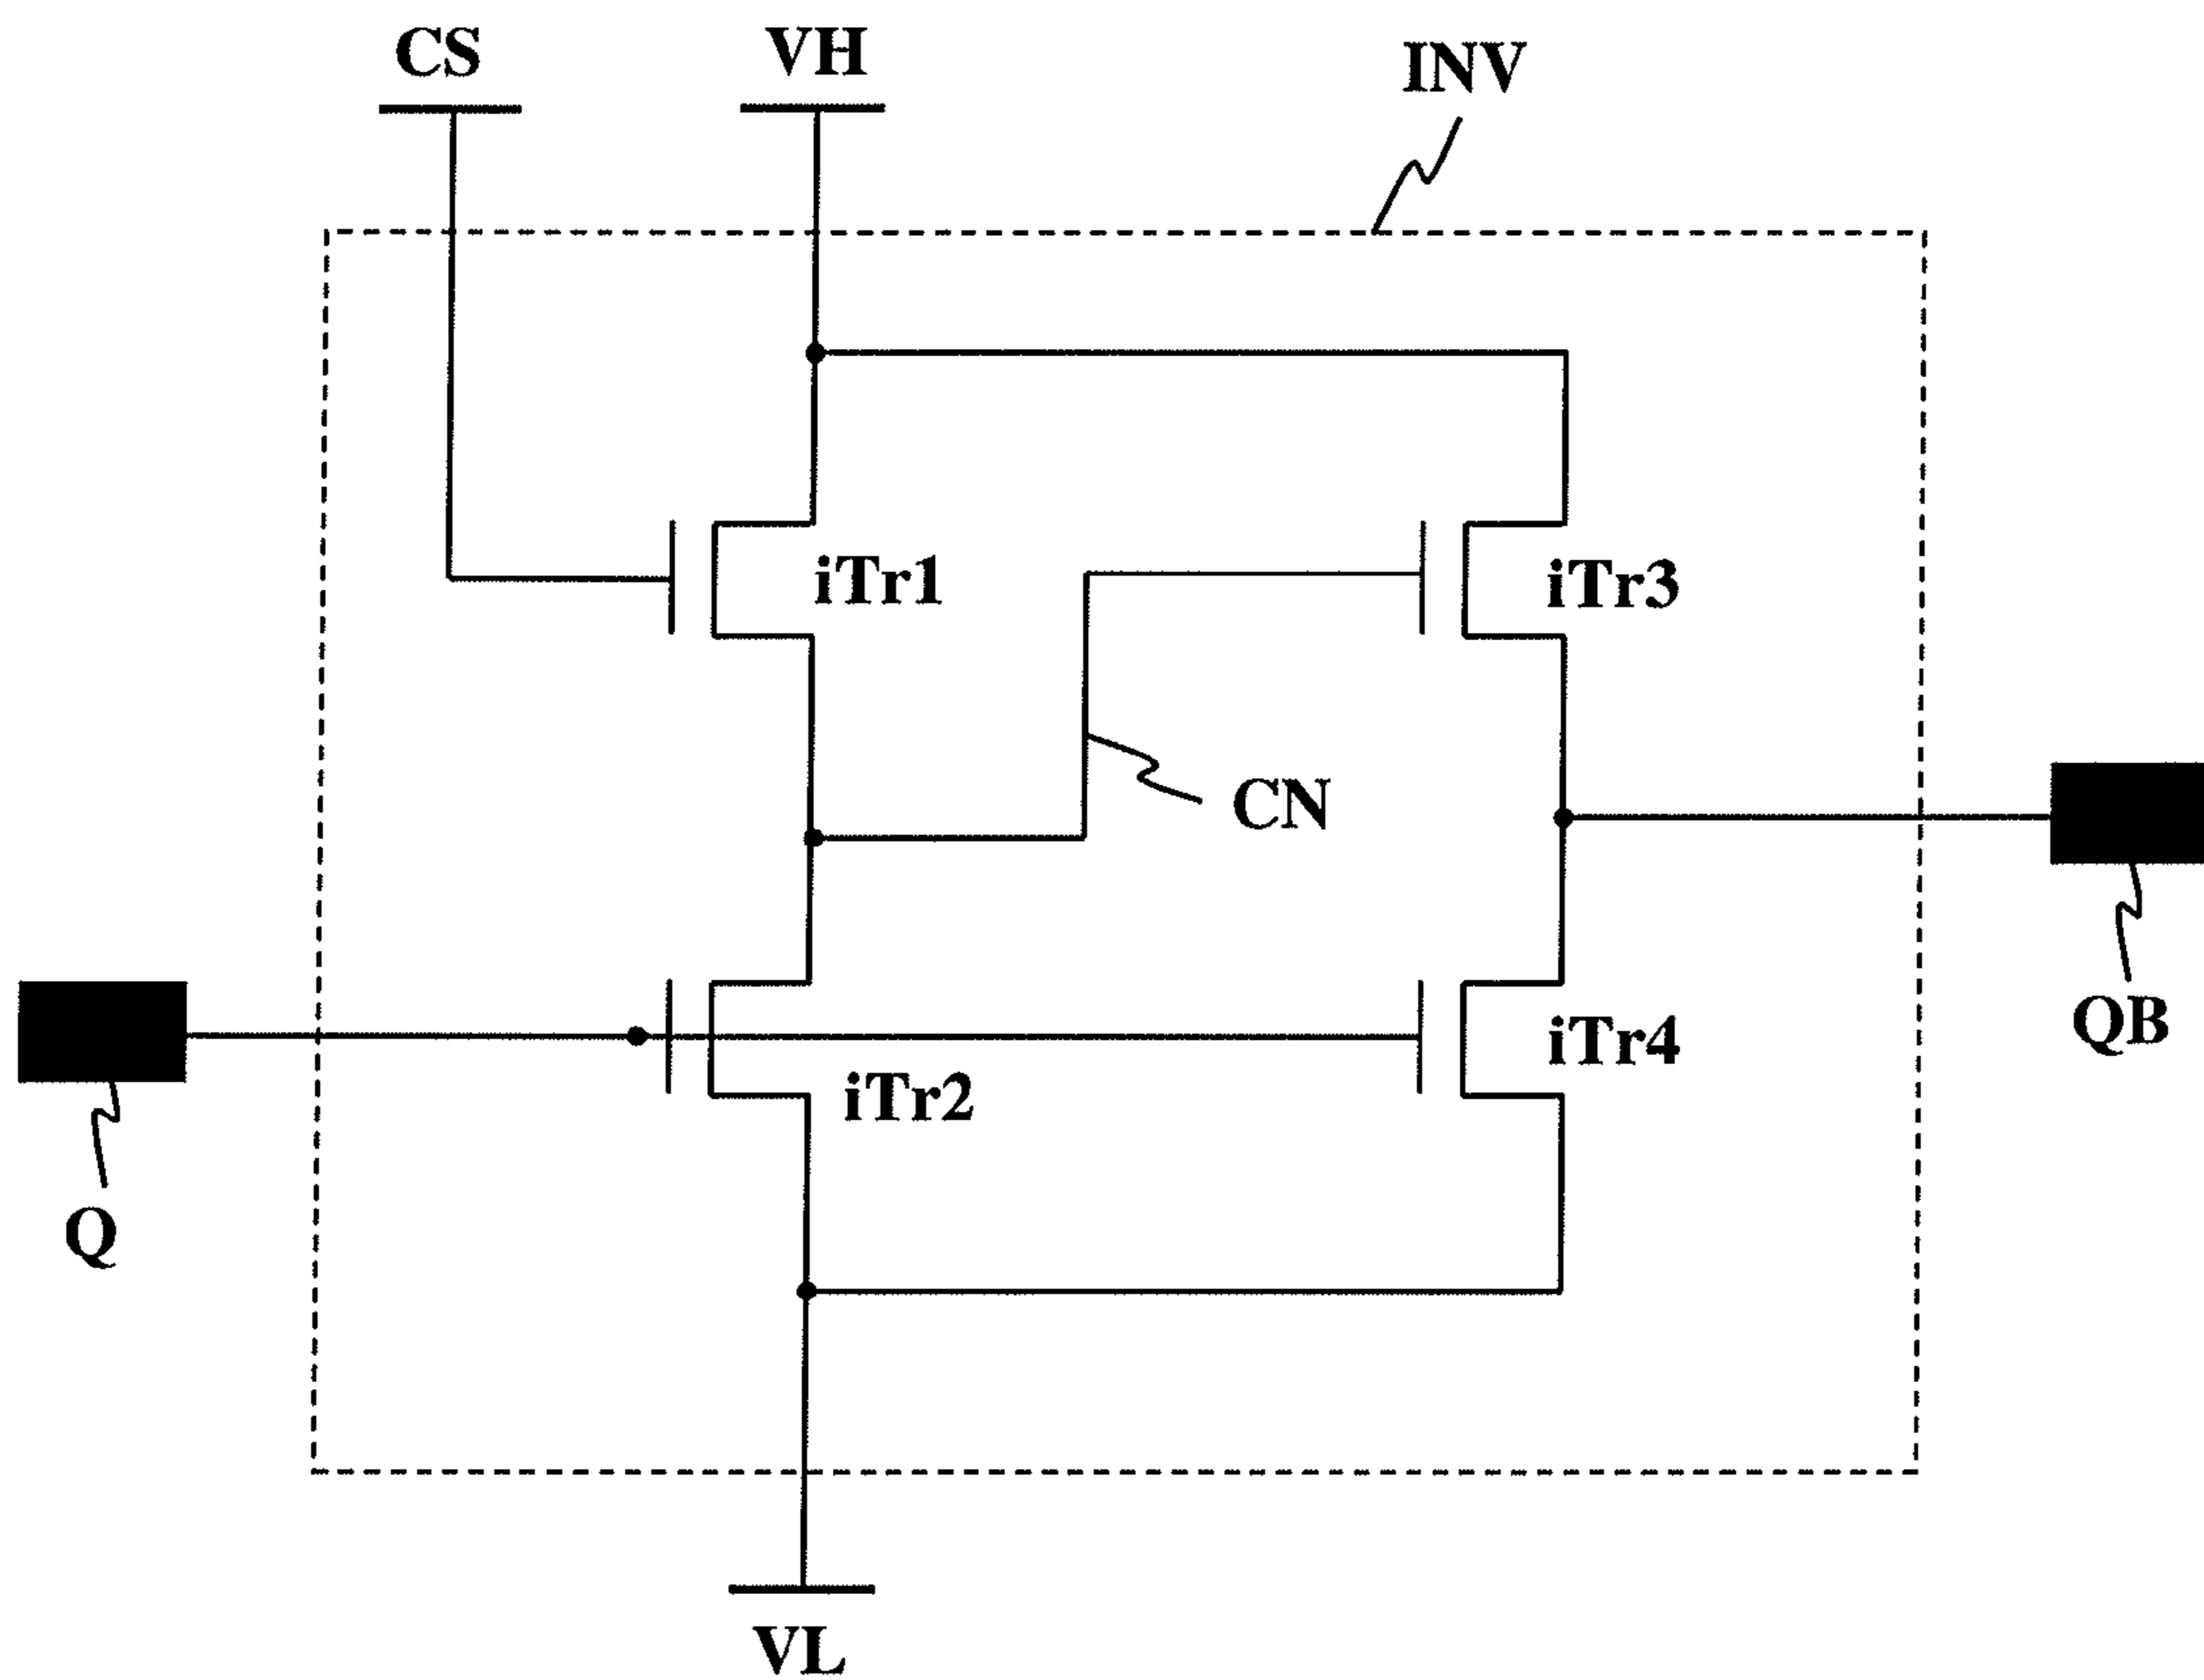 CS
VH
INV
iTr1
iTr3
CN
QB
iTr4
iTr2
Q
VL